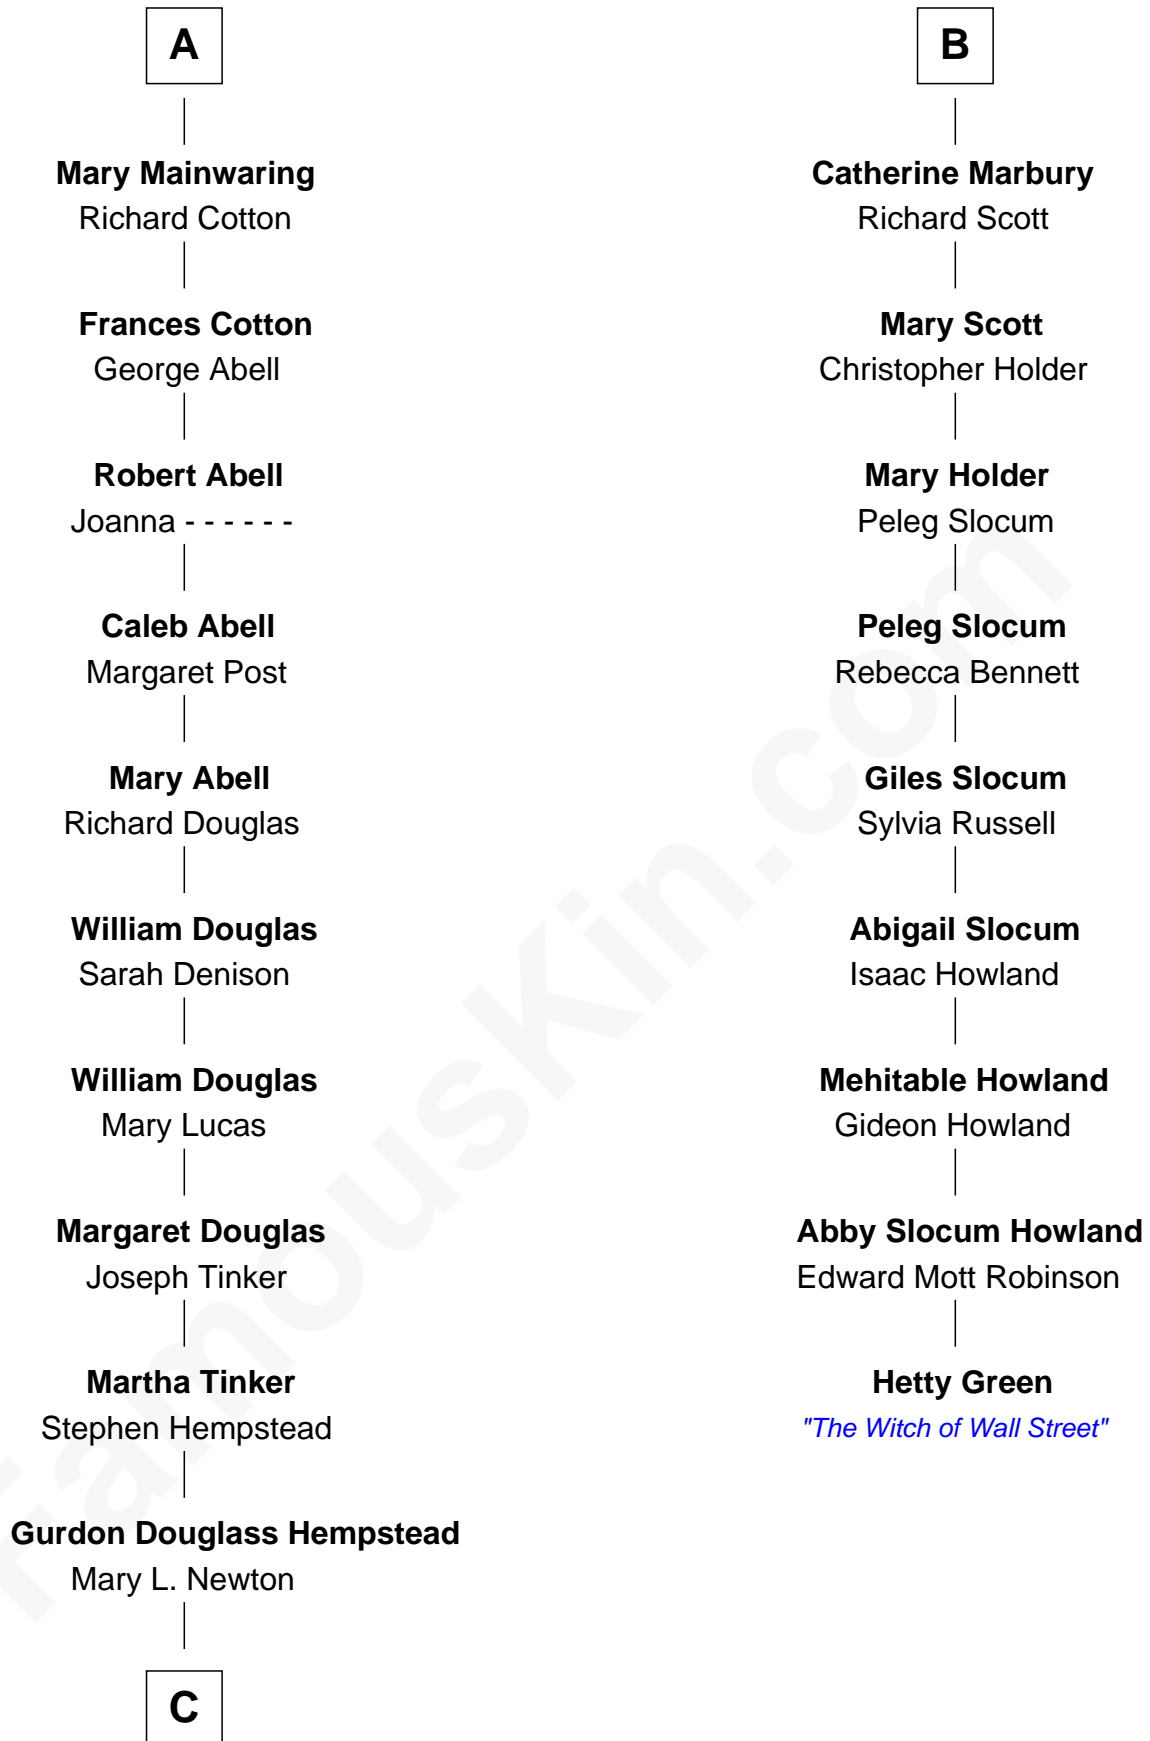 A
Mary Mainwaring
Richard Cotton
Frances Cotton
George Abell
Robert Abell
Joanna - - - - - -
Caleb Abell
Margaret Post
Mary Abell
Richard Douglas
William Douglas
Sarah Denison
William Douglas
Mary Lucas
Margaret Douglas
Joseph Tinker
Martha Tinker
Stephen Hempstead
Gurdon Douglass Hempstead
Mary L. Newton
C
B
Catherine Marbury
Richard Scott
Mary Scott
Christopher Holder
Mary Holder
Peleg Slocum
Peleg Slocum
Rebecca Bennett
Giles Slocum
Sylvia Russell
Abigail Slocum
Isaac Howland
Mehitable Howland
Gideon Howland
Abby Slocum Howland
Edward Mott Robinson
Hetty Green
"The Witch of Wall Street"
FamousKin.com